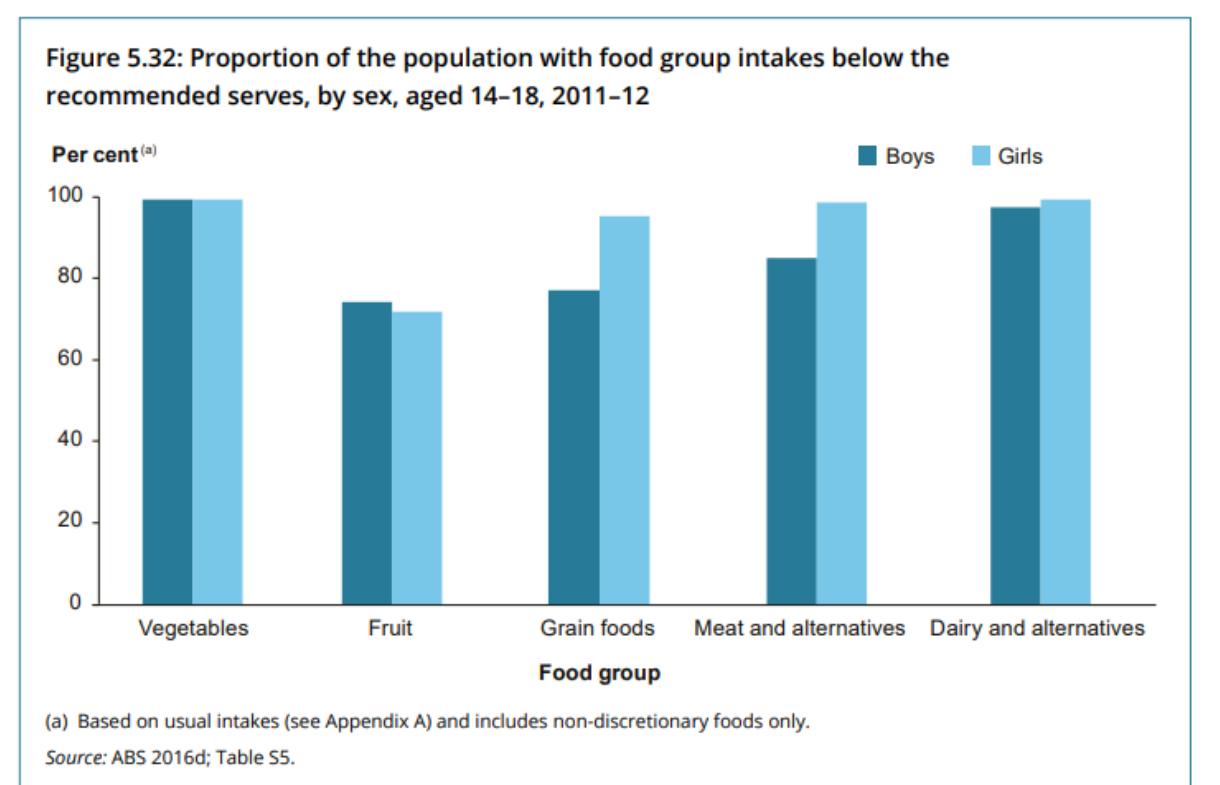 Figure 5.32: Proportion of the population with food group intakes below the
recommended serves, by sex, aged 14–18, 2011–12
Per cent(a)
Boys Girls
100
80
60
40
20
0
Vegetables Fruit Grain foods Meat and alternatives Dairy and alternatives
Food group
(a) Based on usual intakes (see Appendix A) and includes non-discretionary foods only.
Source: ABS 2016d; Table S5.